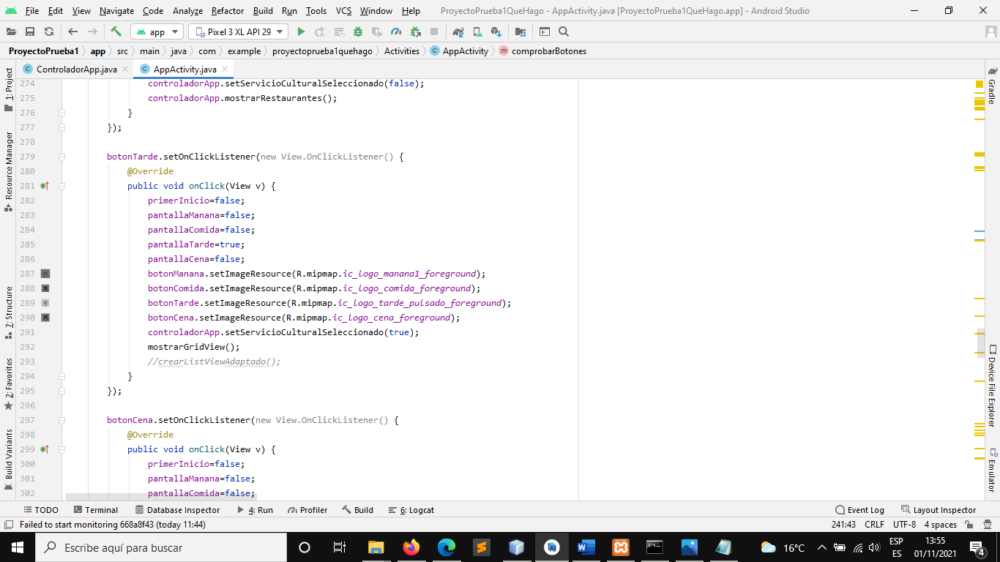 File Edit View Navigate Code Analyze Refactor Build Run Tools VCS Window Help ProyectoPrueba1QueHago - AppActivity.java [ProyectoPrueba1QueHago.app] - Android Studio
app Pixel 3 XL API 29
ProyectoPrueba1 app src main java com example proyectoprueba1quehago Activities AppActivity comprobarBotones
ControladorApp.java AppActivity.java
1: Project
Resource Manager
7: Structure
2: Favorites
Build Variants
274 controladorApp.setServicioCulturalSeleccionado(false);
275 controladorApp.mostrarRestaurantes();
276 }
277 });
278
279 botonTarde.setOnClickListener(new View.OnClickListener() {
280 @Override
281 public void onClick(View v) {
282 primerInicio=false;
283 pantallaManana=false;
284 pantallaComida=false;
285 pantallaTarde=true;
286 pantallaCena=false;
287 botonManana.setImageResource(R.mipmap.ic_logo_manana1_foreground);
288 botonComida.setImageResource(R.mipmap.ic_logo_comida_foreground);
289 botonTarde.setImageResource(R.mipmap.ic_logo_tarde_pulsado_foreground);
290 botonCena.setImageResource(R.mipmap.ic_logo_cena_foreground);
291 controladorApp.setServicioCulturalSeleccionado(true);
292 mostrarGridView();
293 //crearListViewAdaptado();
294 }
295 });
296
297 botonCena.setOnClickListener(new View.OnClickListener() {
298 @Override
299 public void onClick(View v) {
300 primerInicio=false;
301 pantallaManana=false;
302 pantallaComida=false;
Gradle
Device File Explorer
Emulator
TODO Terminal Database Inspector 4: Run Profiler Build 6: Logcat Event Log Layout Inspector
Failed to start monitoring 668a8f43 (today 11:44) 241:43 CRLF UTF-8 4 spaces
Escribe aquí para buscar
16°C
ESP
ES
13:55
01/11/2021
4